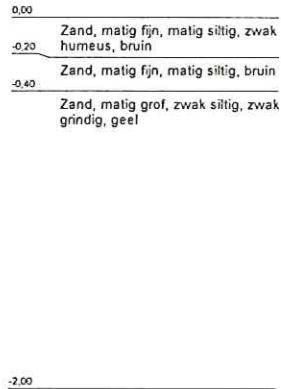 0,00
Zand, matig fijn, matig siltig, zwak
-0,20 humeus, bruin
Zand, matig fijn, matig siltig, bruin
-0,40
Zand, matig grof, zwak siltig, zwak
grindig, geel
-2,00